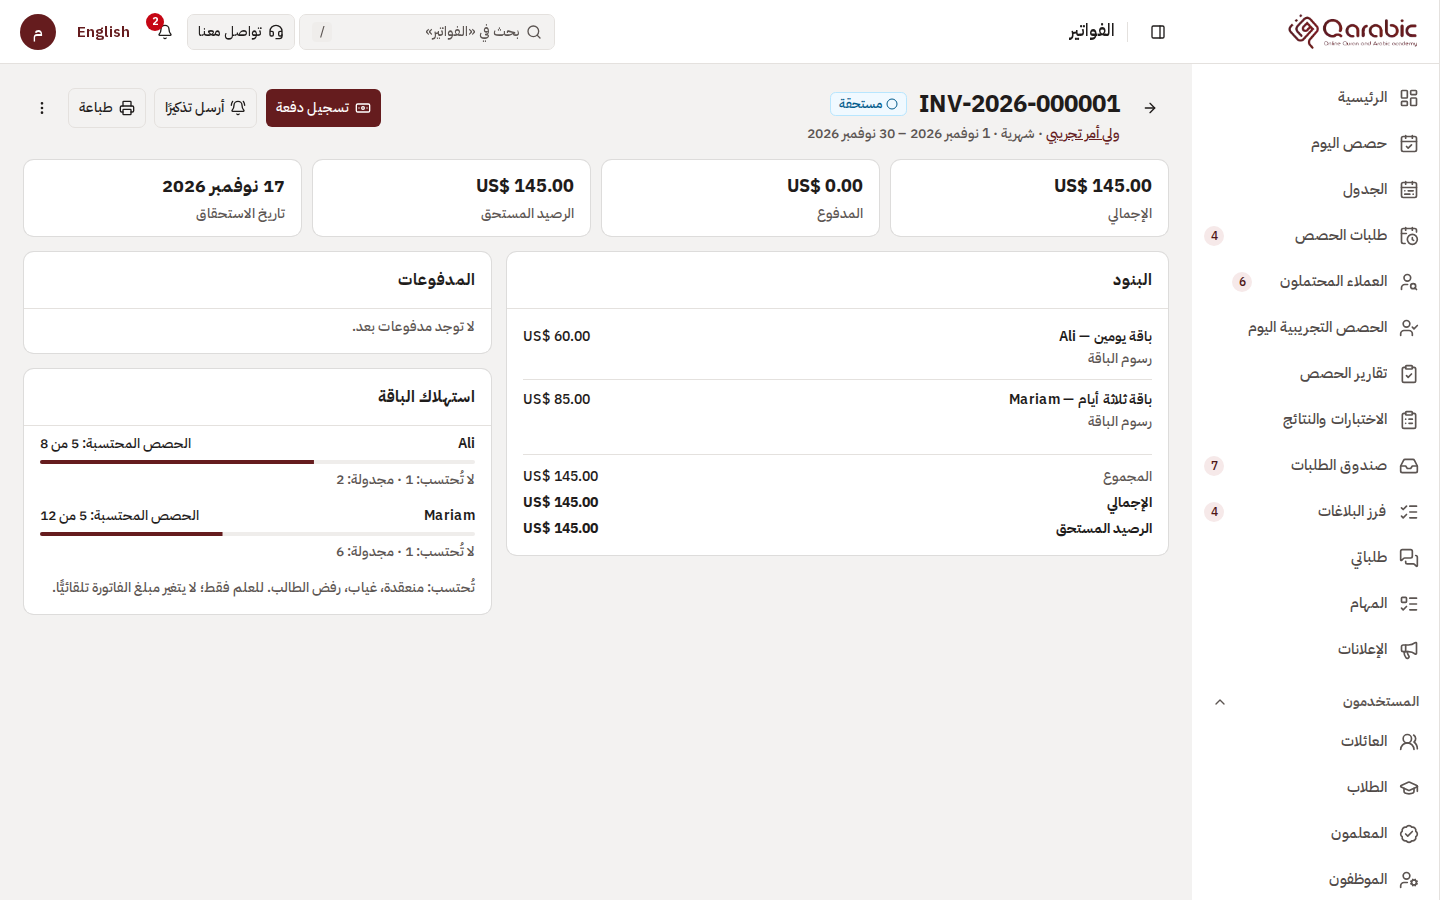 Qarabic
Online Quran and Arabic academy
الفواتير
بحث في «الفواتير»
/
تواصل معنا
2
English
م
الرئيسية
حصص اليوم
الجدول
طلبات الحصص
4
العملاء المحتملون
6
الحصص التجريبية اليوم
تقارير الحصص
الاختبارات والنتائج
صندوق الطلبات
7
فرز البلاغات
4
طلباتي
المهام
الإعلانات
المستخدمون
العائلات
الطلاب
المعلمون
الموظفون
INV-2026-000001
مستحقة
ولي أمر تجريبي · شهرية · 1 نوفمبر 2026 – 30 نوفمبر 2026
تسجيل دفعة
أرسل تذكيرًا
طباعة
US$ 145.00
الإجمالي
US$ 0.00
المدفوع
US$ 145.00
الرصيد المستحق
17 نوفمبر 2026
تاريخ الاستحقاق
البنود
باقة يومين — Ali
US$ 60.00
رسوم الباقة
باقة ثلاثة أيام — Mariam
US$ 85.00
رسوم الباقة
المجموع
US$ 145.00
الإجمالي
US$ 145.00
الرصيد المستحق
US$ 145.00
المدفوعات
لا توجد مدفوعات بعد.
استهلاك الباقة
Ali
الحصص المحتسبة: 5 من 8
لا تُحتسب: 1 · مجدولة: 2
Mariam
الحصص المحتسبة: 5 من 12
لا تُحتسب: 1 · مجدولة: 6
تُحتسب: منعقدة، غياب، رفض الطالب. للعلم فقط؛ لا يتغير مبلغ الفاتورة تلقائيًّا.